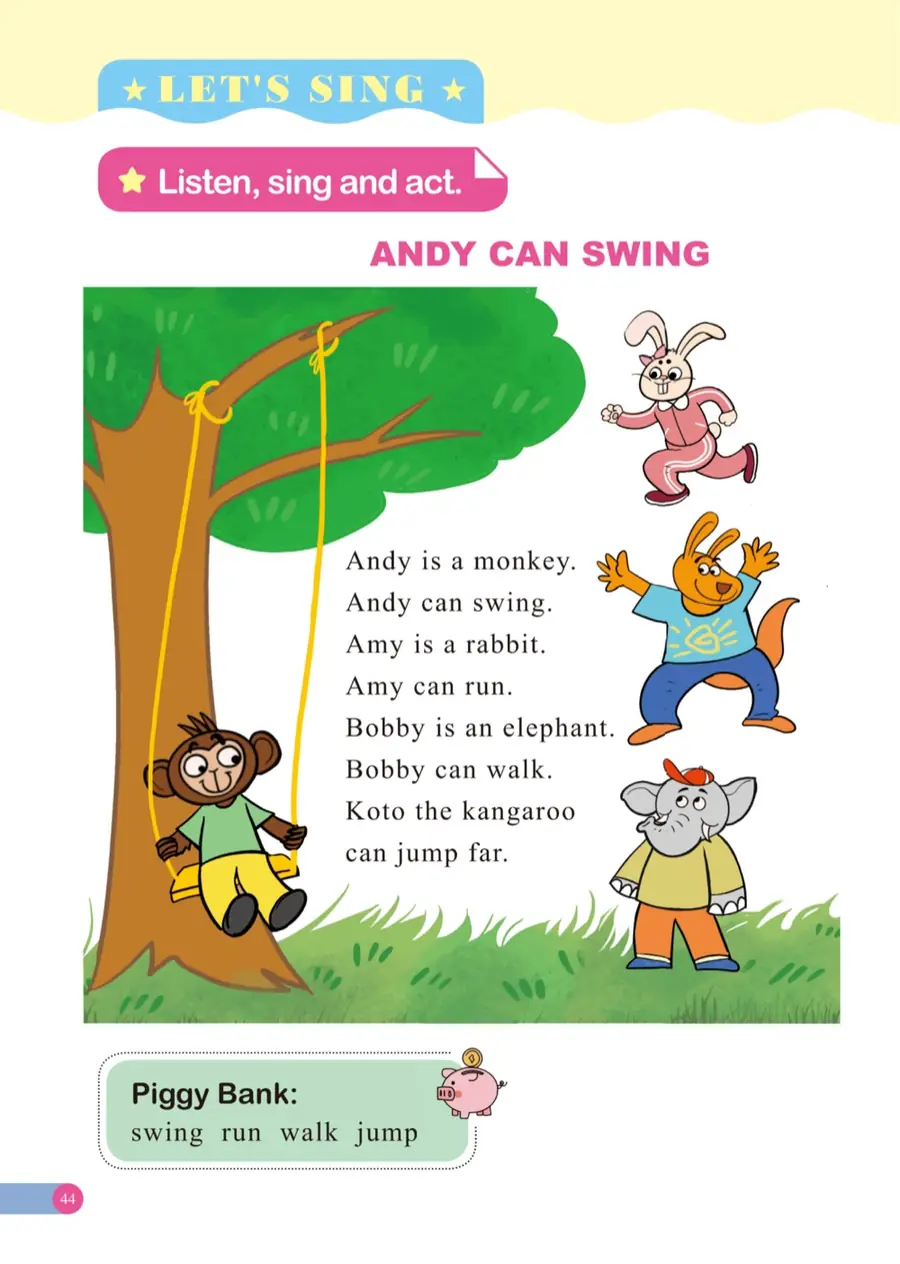 LET'S SING
Listen, sing and act.
ANDY CAN SWING
Andy is a monkey.
Andy can swing.
Amy is a rabbit.
Amy can run.
Bobby is an elephant.
Bobby can walk.
Koto the kangaroo
can jump far.
Piggy Bank:
swing run walk jump
44